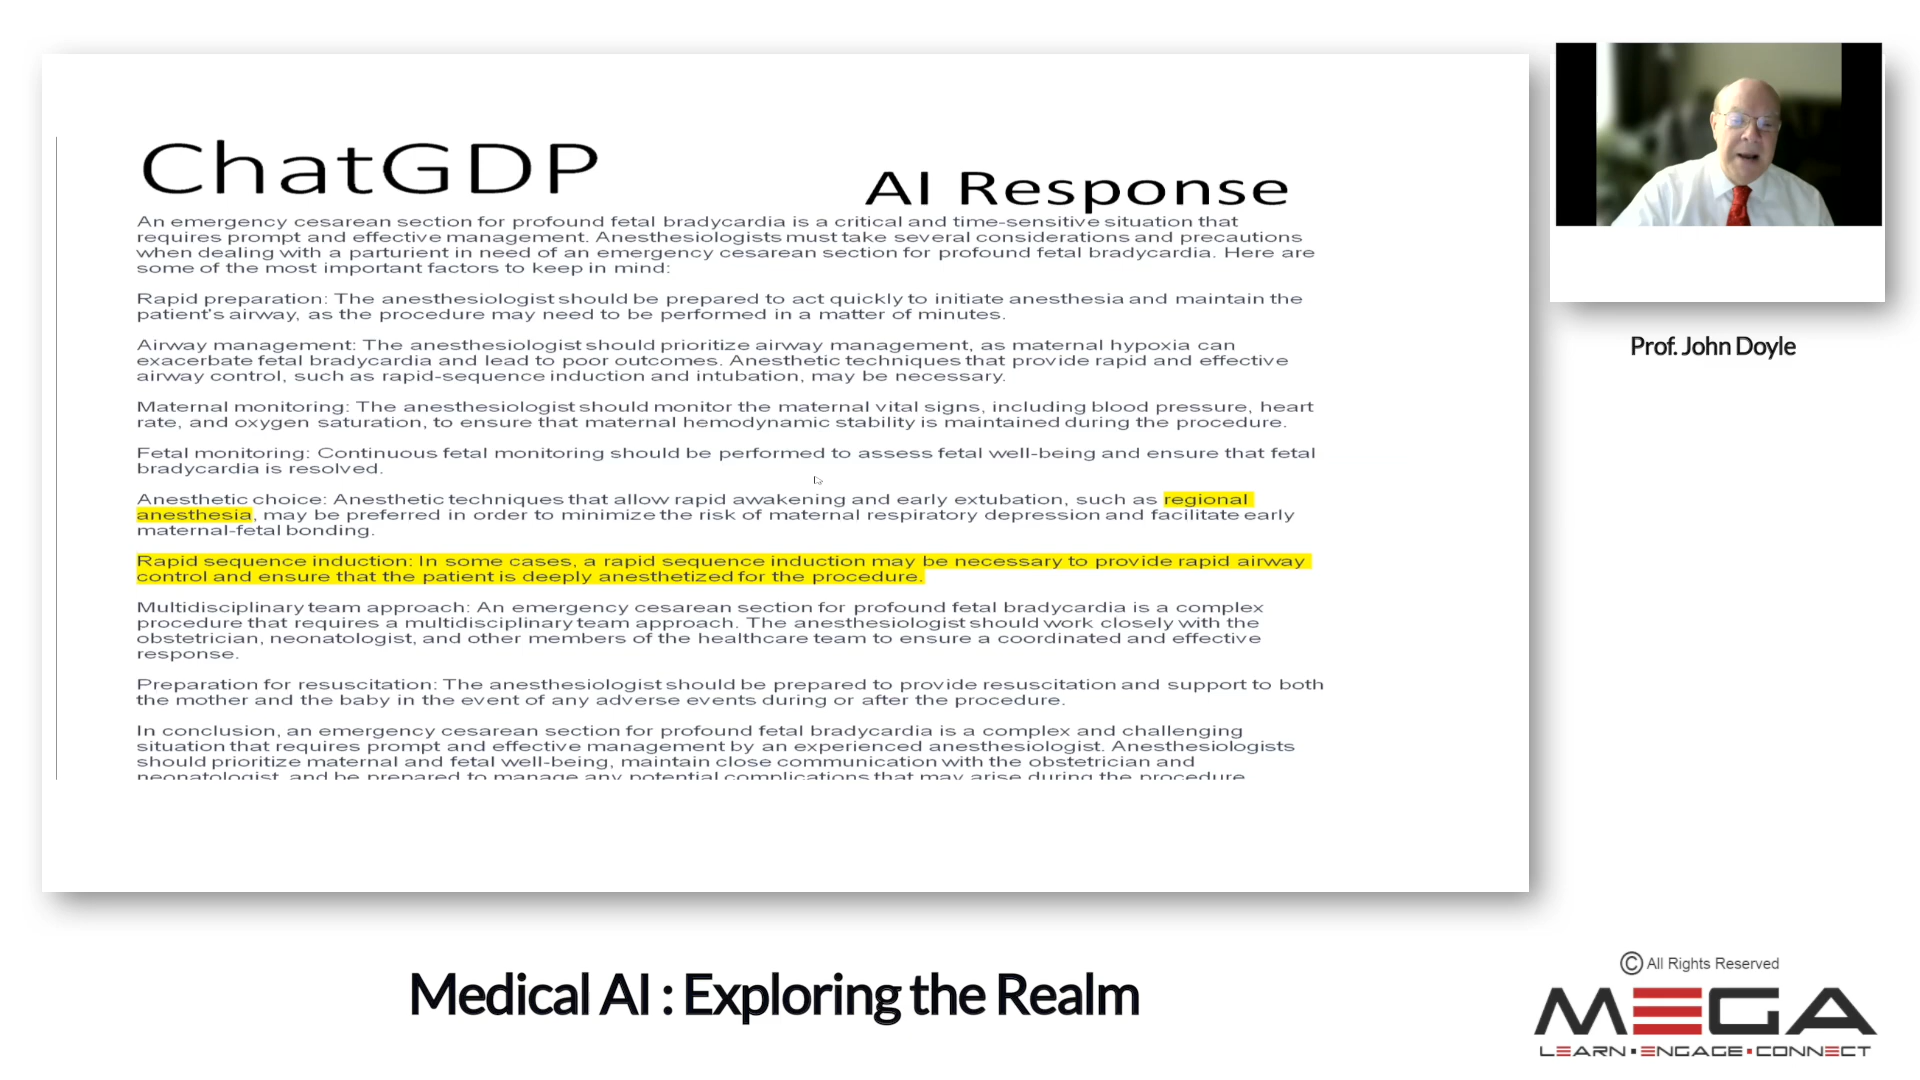 ChatGDP
AI Response
An emergency cesarean section for profound fetal bradycardia is a critical and time-sensitive situation that
requires prompt and effective management. Anesthesiologists must take several considerations and precautions
when dealing with a parturient in need of an emergency cesarean section for profound fetal bradycardia. Here are
some of the most important factors to keep in mind:
Rapid preparation: The anesthesiologist should be prepared to act quickly to initiate anesthesia and maintain the
patient's airway, as the procedure may need to be performed in a matter of minutes.
Airway management: The anesthesiologist should prioritize airway management, as maternal hypoxia can
exacerbate fetal bradycardia and lead to poor outcomes. Anesthetic techniques that provide rapid and effective
airway control, such as rapid-sequence induction and intubation, may be necessary.
Maternal monitoring: The anesthesiologist should monitor the maternal vital signs, including blood pressure, heart
rate, and oxygen saturation, to ensure that maternal hemodynamic stability is maintained during the procedure.
Fetal monitoring: Continuous fetal monitoring should be performed to assess fetal well-being and ensure that fetal
bradycardia is resolved.
Anesthetic choice: Anesthetic techniques that allow rapid awakening and early extubation, such as regional
anesthesia, may be preferred in order to minimize the risk of maternal respiratory depression and facilitate early
maternal-fetal bonding.
Rapid sequence induction: In some cases, a rapid sequence induction may be necessary to provide rapid airway
control and ensure that the patient is deeply anesthetized for the procedure.
Multidisciplinary team approach: An emergency cesarean section for profound fetal bradycardia is a complex
procedure that requires a multidisciplinary team approach. The anesthesiologist should work closely with the
obstetrician, neonatologist, and other members of the healthcare team to ensure a coordinated and effective
response.
Preparation for resuscitation: The anesthesiologist should be prepared to provide resuscitation and support to both
the mother and the baby in the event of any adverse events during or after the procedure.
In conclusion, an emergency cesarean section for profound fetal bradycardia is a complex and challenging
situation that requires prompt and effective management by an experienced anesthesiologist. Anesthesiologists
should prioritize maternal and fetal well-being, maintain close communication with the obstetrician and
neonatologist, and be prepared to manage any potential complications that may arise during the procedure
Prof. John Doyle
Medical AI : Exploring the Realm
© All Rights Reserved
MEGA
LEARN▪ENGAGE▪CONNECT